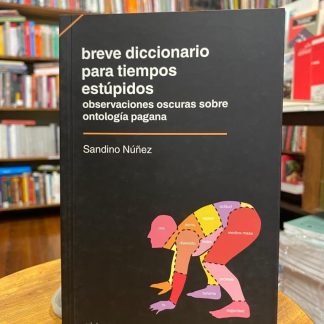 breve diccionario
para tiempos
estúpidos
observaciones oscuras sobre
ontología pagana
Sandino Núñez